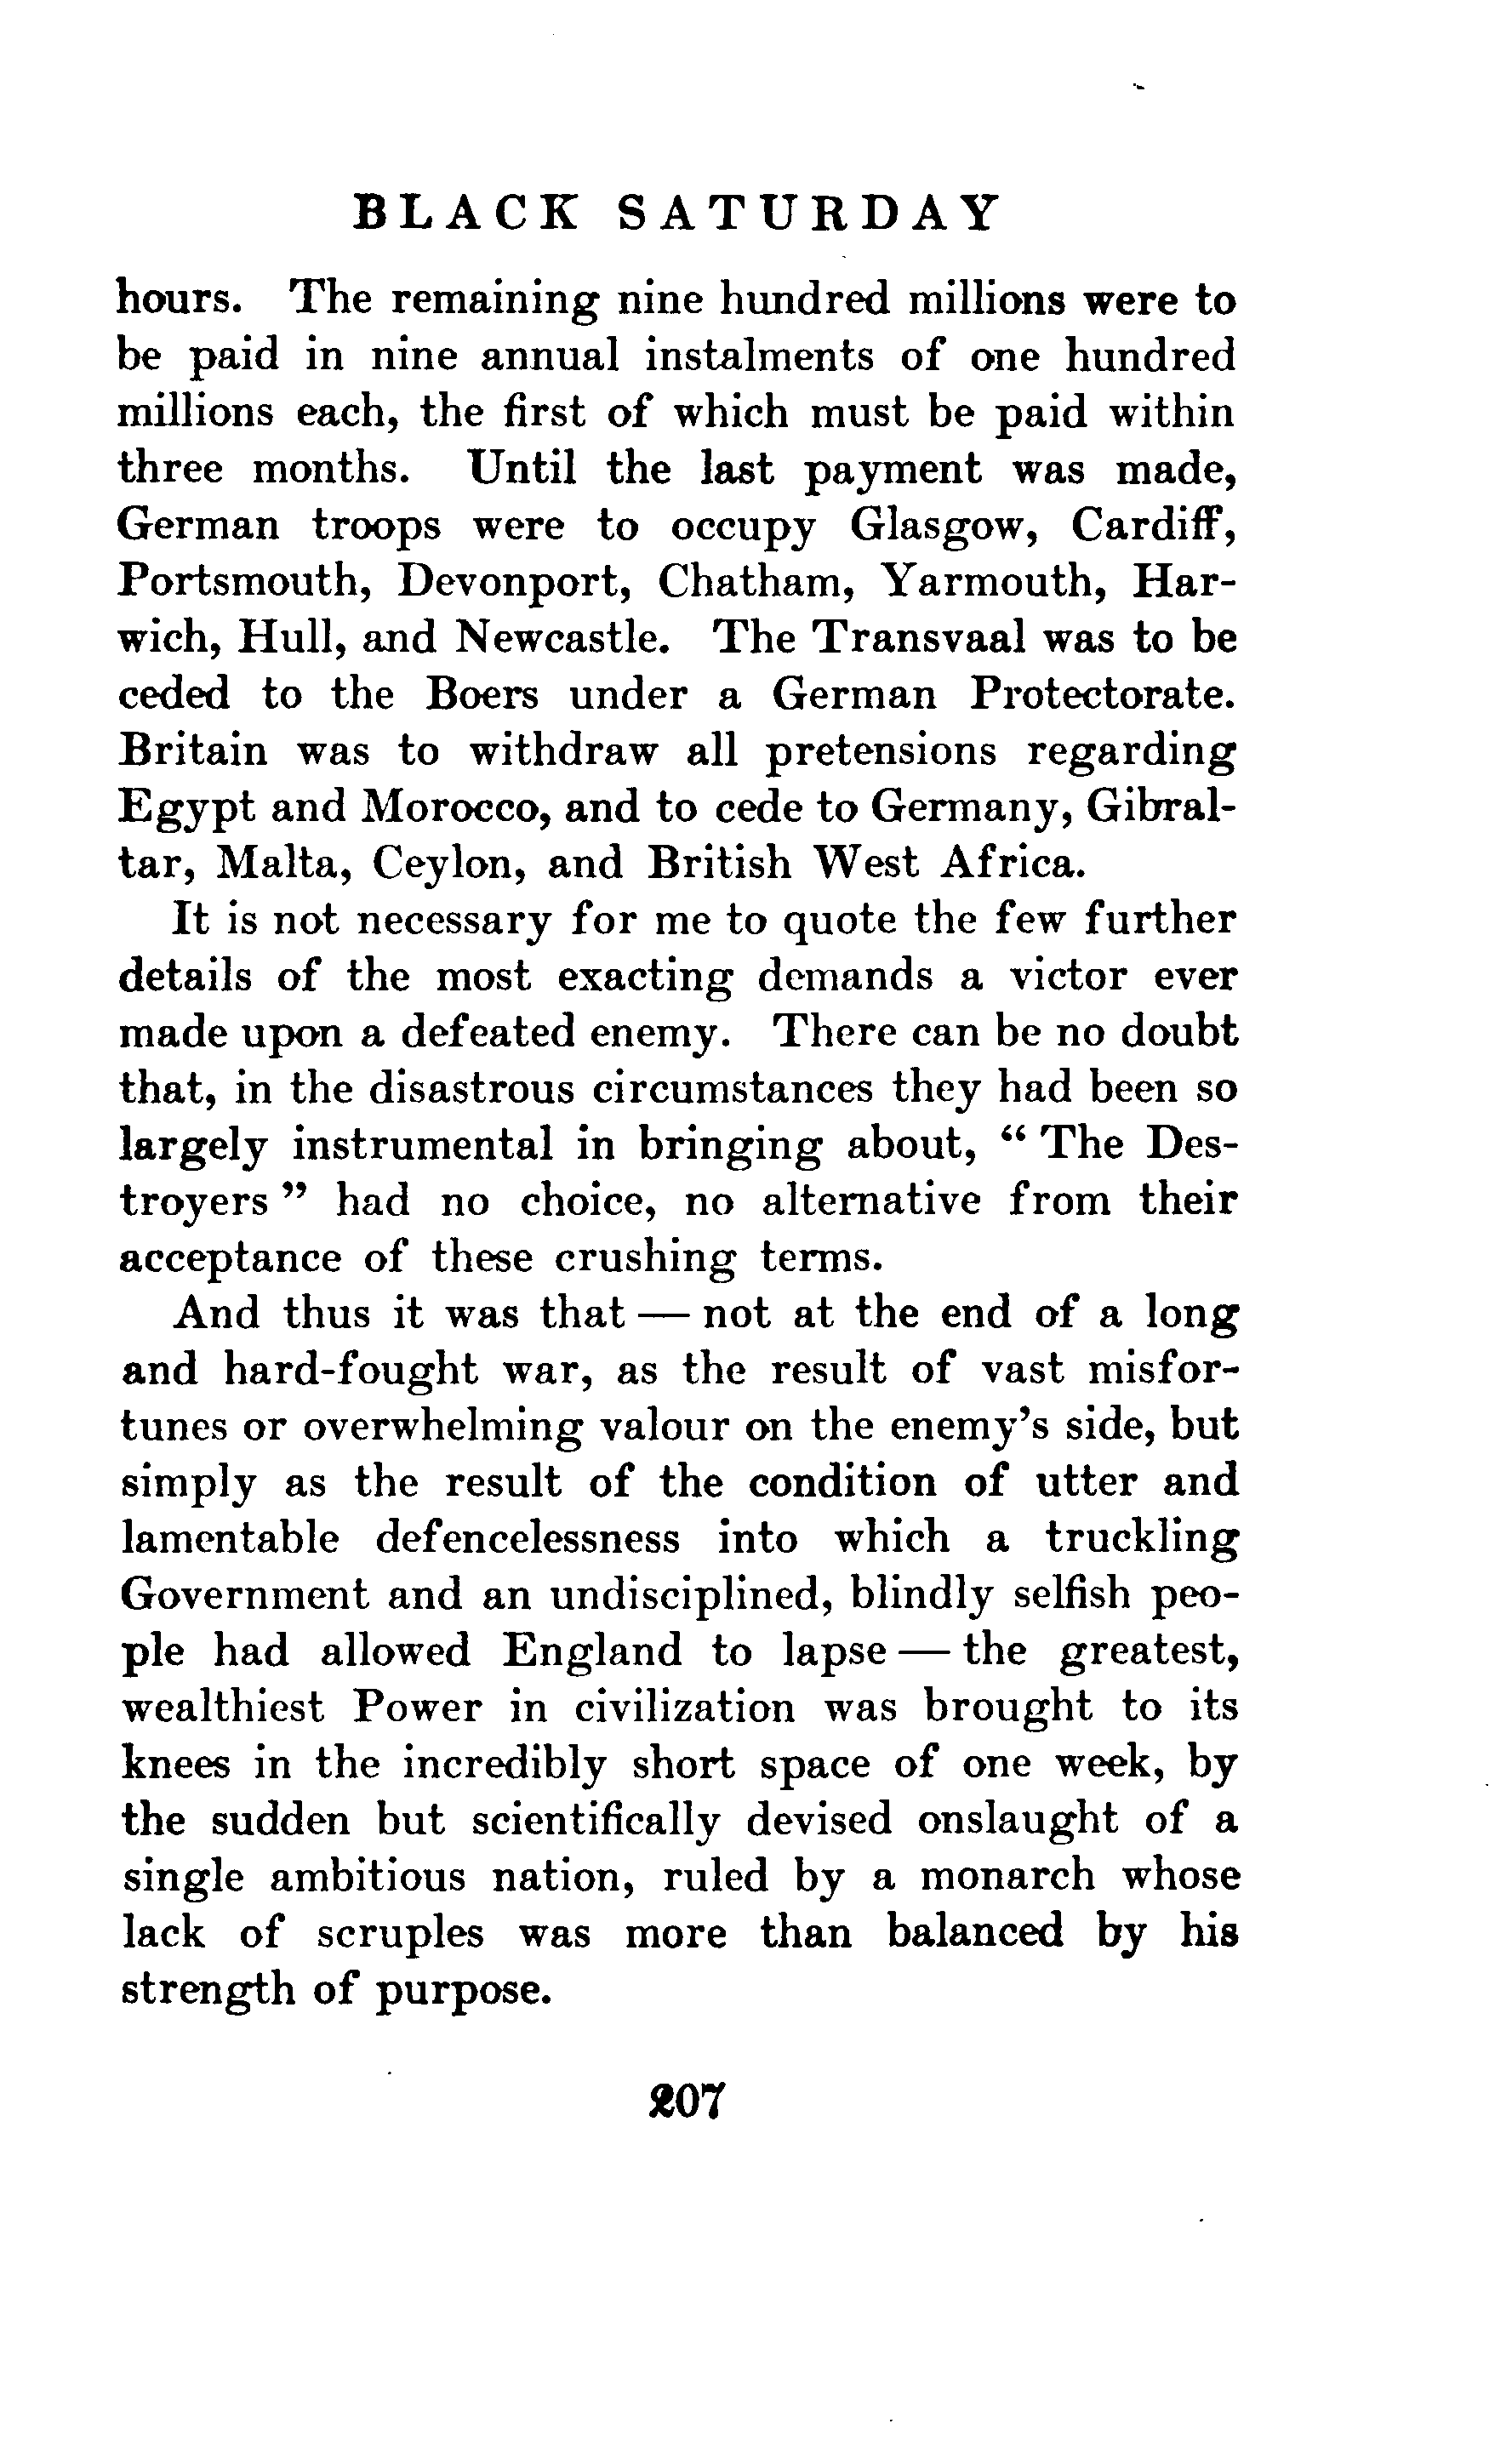 BLACK SATURDAY
hours. The remaining nine hundred millions were to
be paid in nine annual instalments of one hundred
millions each, the first of which must be paid within
three months. Until the last payment was made,
German troops were to occupy Glasgow, Cardiff,
Portsmouth, Devonport, Chatham, Yarmouth, Har-
wich, Hull, and Newcastle. The Transvaal was to be
ceded to the Boers under a German Protectorate.
Britain was to withdraw all pretensions regarding
Egypt and Morocco, and to cede to Germany, Gibral-
tar, Malta, Ceylon, and British West Africa.
It is not necessary for me to quote the few further
details of the most exacting demands a victor ever
made upon a defeated enemy. There can be no doubt
that, in the disastrous circumstances they had been so
largely instrumental in bringing about, “ The Des-
troyers ” had no choice, no alternative from their
acceptance of these crushing terms.
And thus it was that — not at the end of a long
and hard-fought war, as the result of vast misfor-
tunes or overwhelming valour on the enemy's side, but
simply as the result of the condition of utter and
lamentable defencelessness into which a truckling
Government and an undisciplined, blindly selfish peo-
ple had allowed England to lapse — the greatest,
wealthiest Power in civilization was brought to its
knees in the incredibly short space of one week, by
the sudden but scientifically devised onslaught of a
single ambitious nation, ruled by a monarch whose
lack of scruples was more than balanced by his
strength of purpose.
207